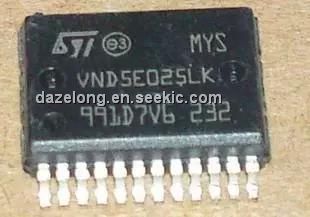 ST e3 MYS
VND5E025LK
dazelong.en.seekic.com
991D7V6 232